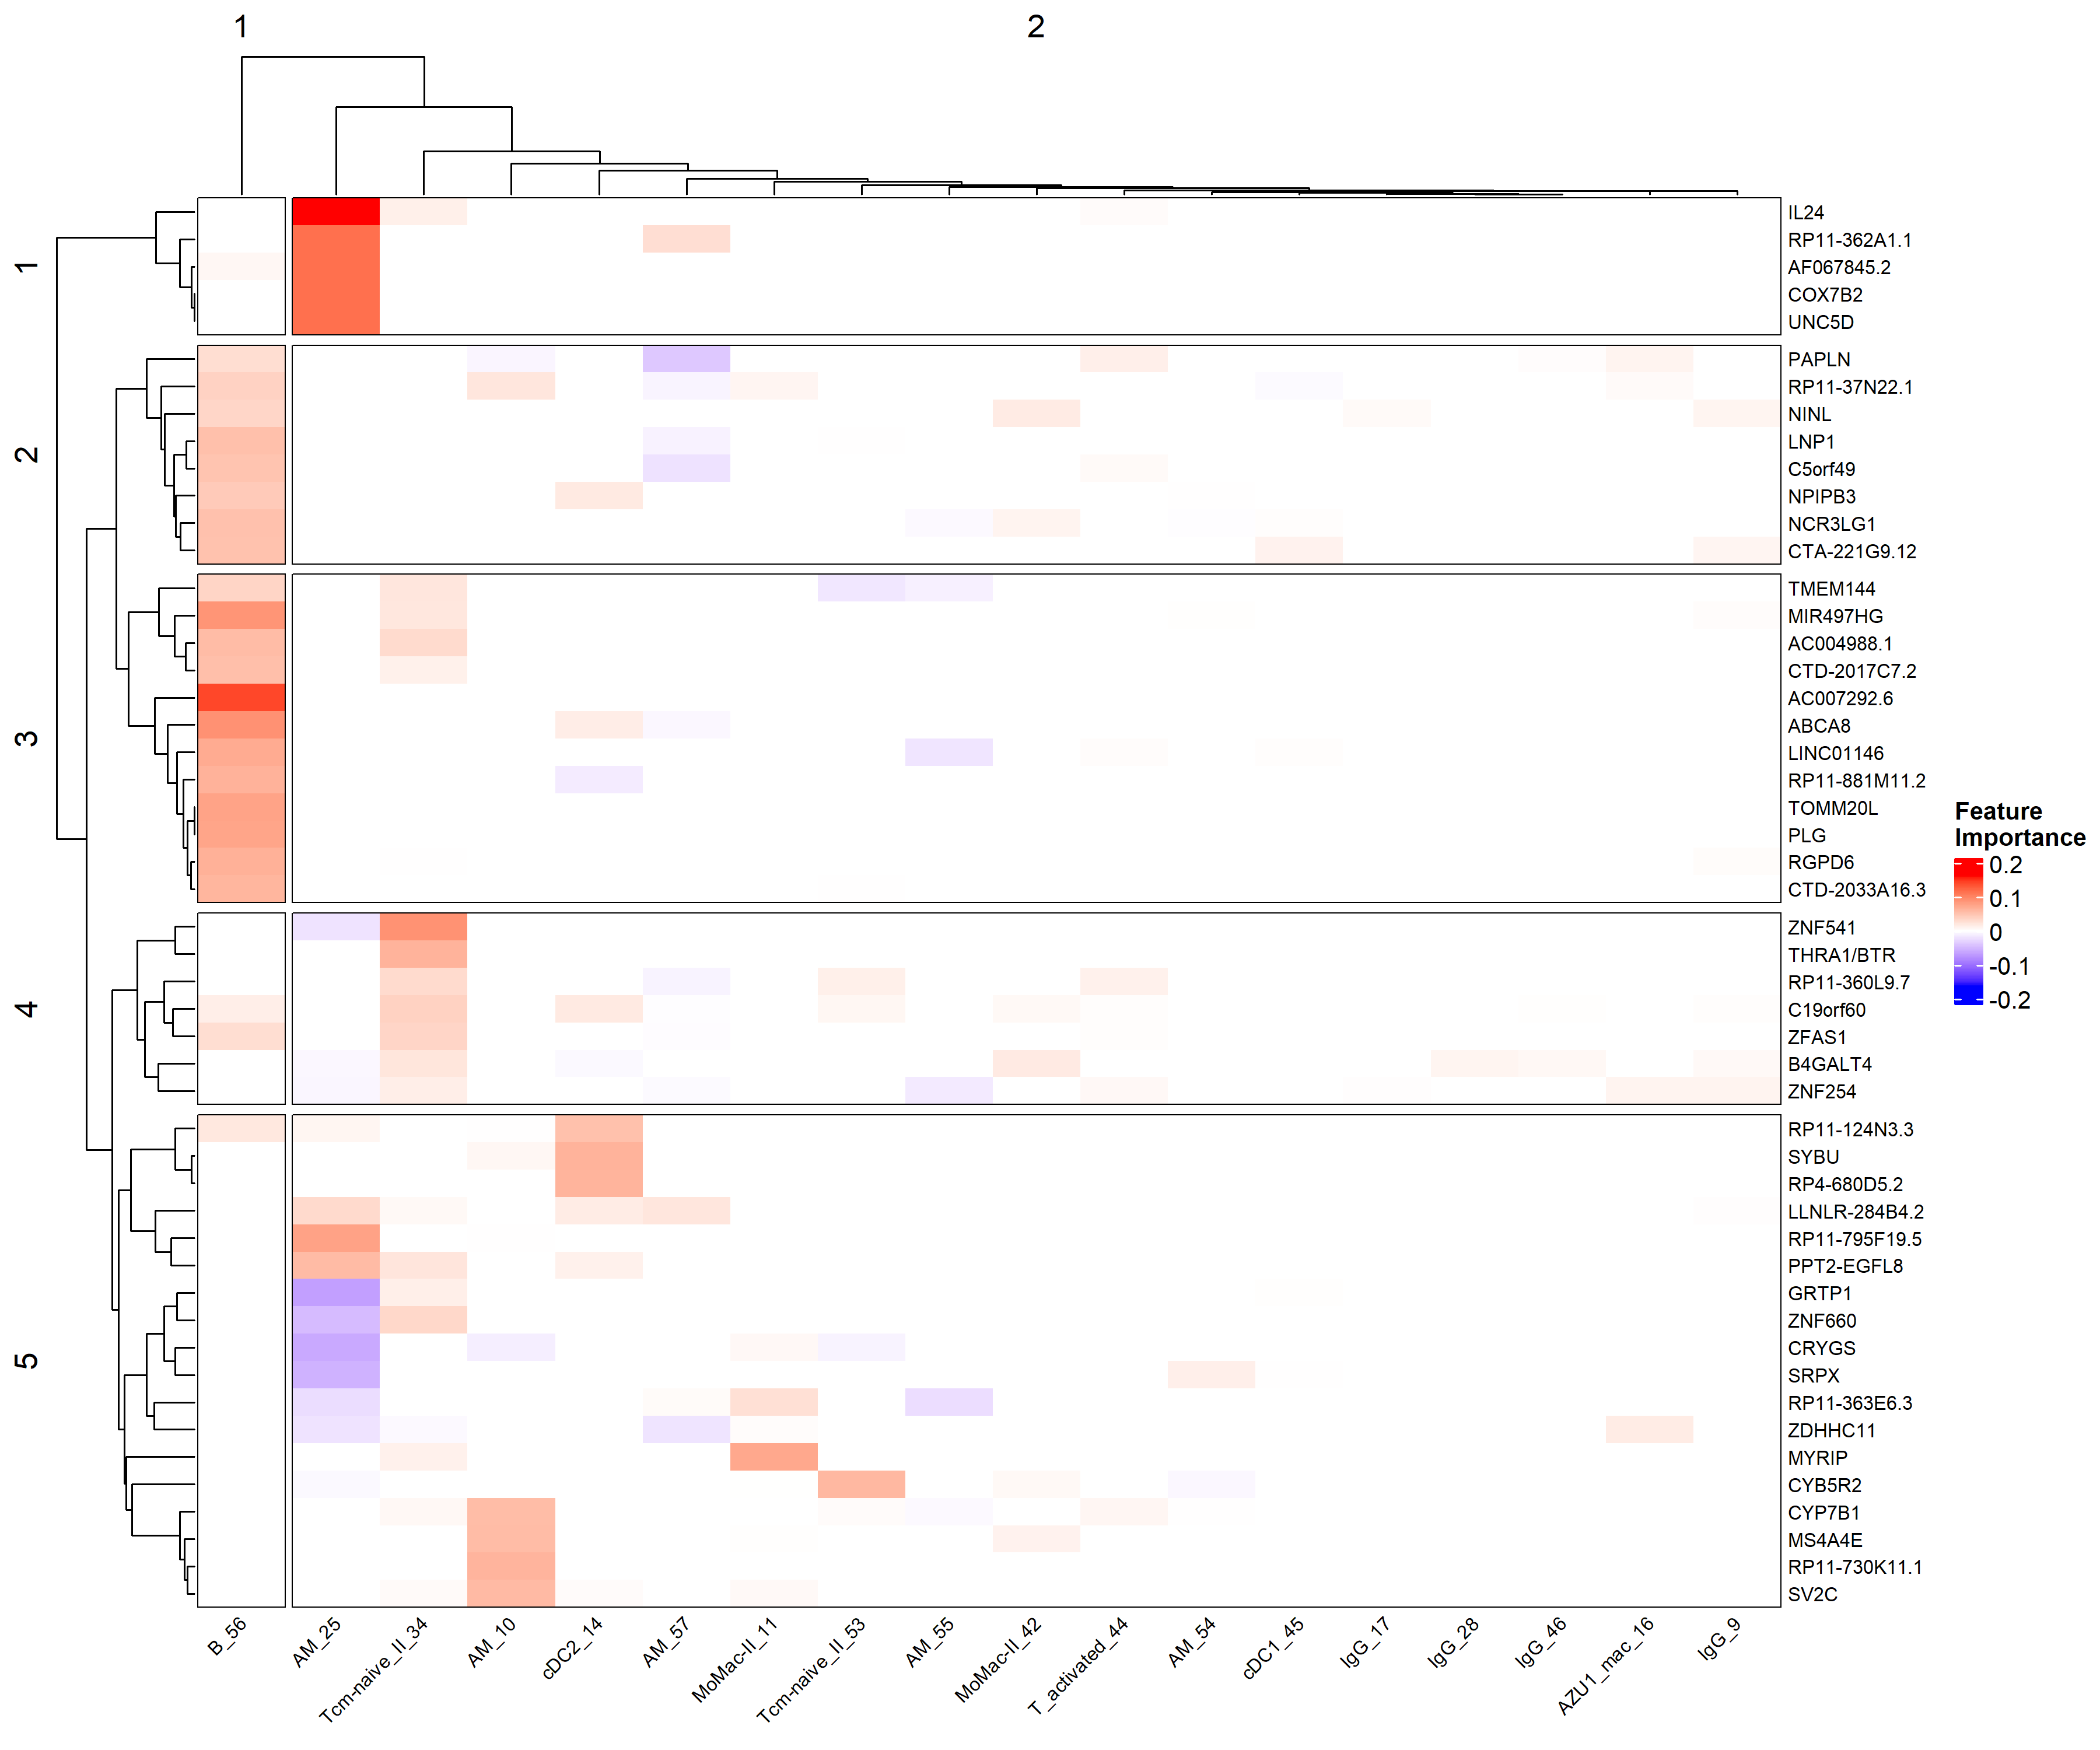 1
2
1
2
3
4
5
IL24
RP11-362A1.1
AF067845.2
COX7B2
UNC5D
PAPLN
RP11-37N22.1
NINL
LNP1
C5orf49
NPIPB3
NCR3LG1
CTA-221G9.12
TMEM144
MIR497HG
AC004988.1
CTD-2017C7.2
AC007292.6
ABCA8
LINC01146
RP11-881M11.2
TOMM20L
PLG
RGPD6
CTD-2033A16.3
ZNF541
THRA1/BTR
RP11-360L9.7
C19orf60
ZFAS1
B4GALT4
ZNF254
RP11-124N3.3
SYBU
RP4-680D5.2
LLNLR-284B4.2
RP11-795F19.5
PPT2-EGFL8
GRTP1
ZNF660
CRYGS
SRPX
RP11-363E6.3
ZDHHC11
MYRIP
CYB5R2
CYP7B1
MS4A4E
RP11-730K11.1
SV2C
Feature
Importance
0.2
0.1
0
-0.1
-0.2
B_56
AM_25
Tcm-naive_II_34
AM_10
cDC2_14
AM_57
MoMac-II_11
Tcm-naive_II_53
AM_55
MoMac-II_42
T_activated_44
AM_54
cDC1_45
IgG_17
IgG_28
IgG_46
AZU1_mac_16
IgG_9